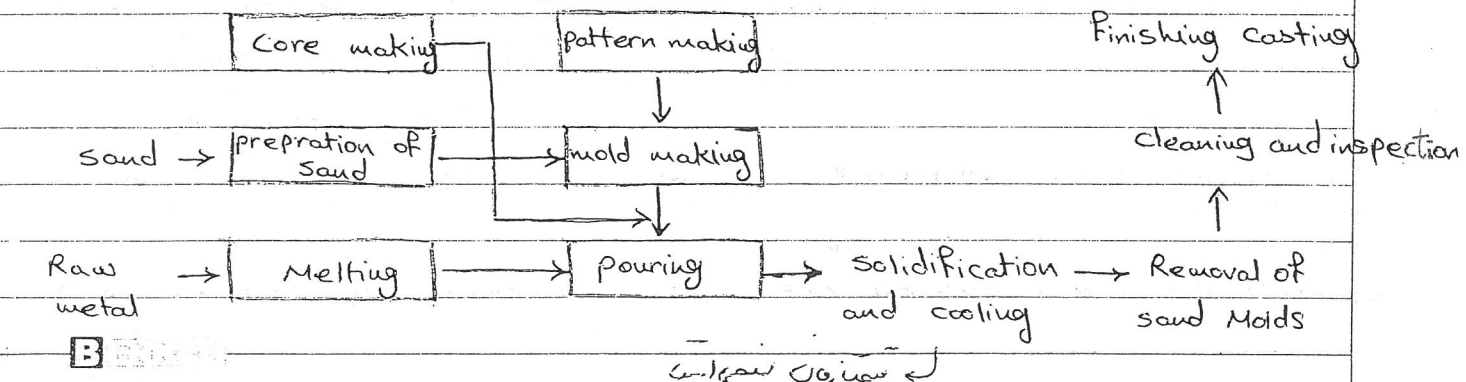 Core making
pattern making
Finishing casting
Sand → prepration of
Sand
mold making
cleaning and inspection
Raw
metal
Melting
pouring
Solidification
and cooling
Removal of
sand Molds
B